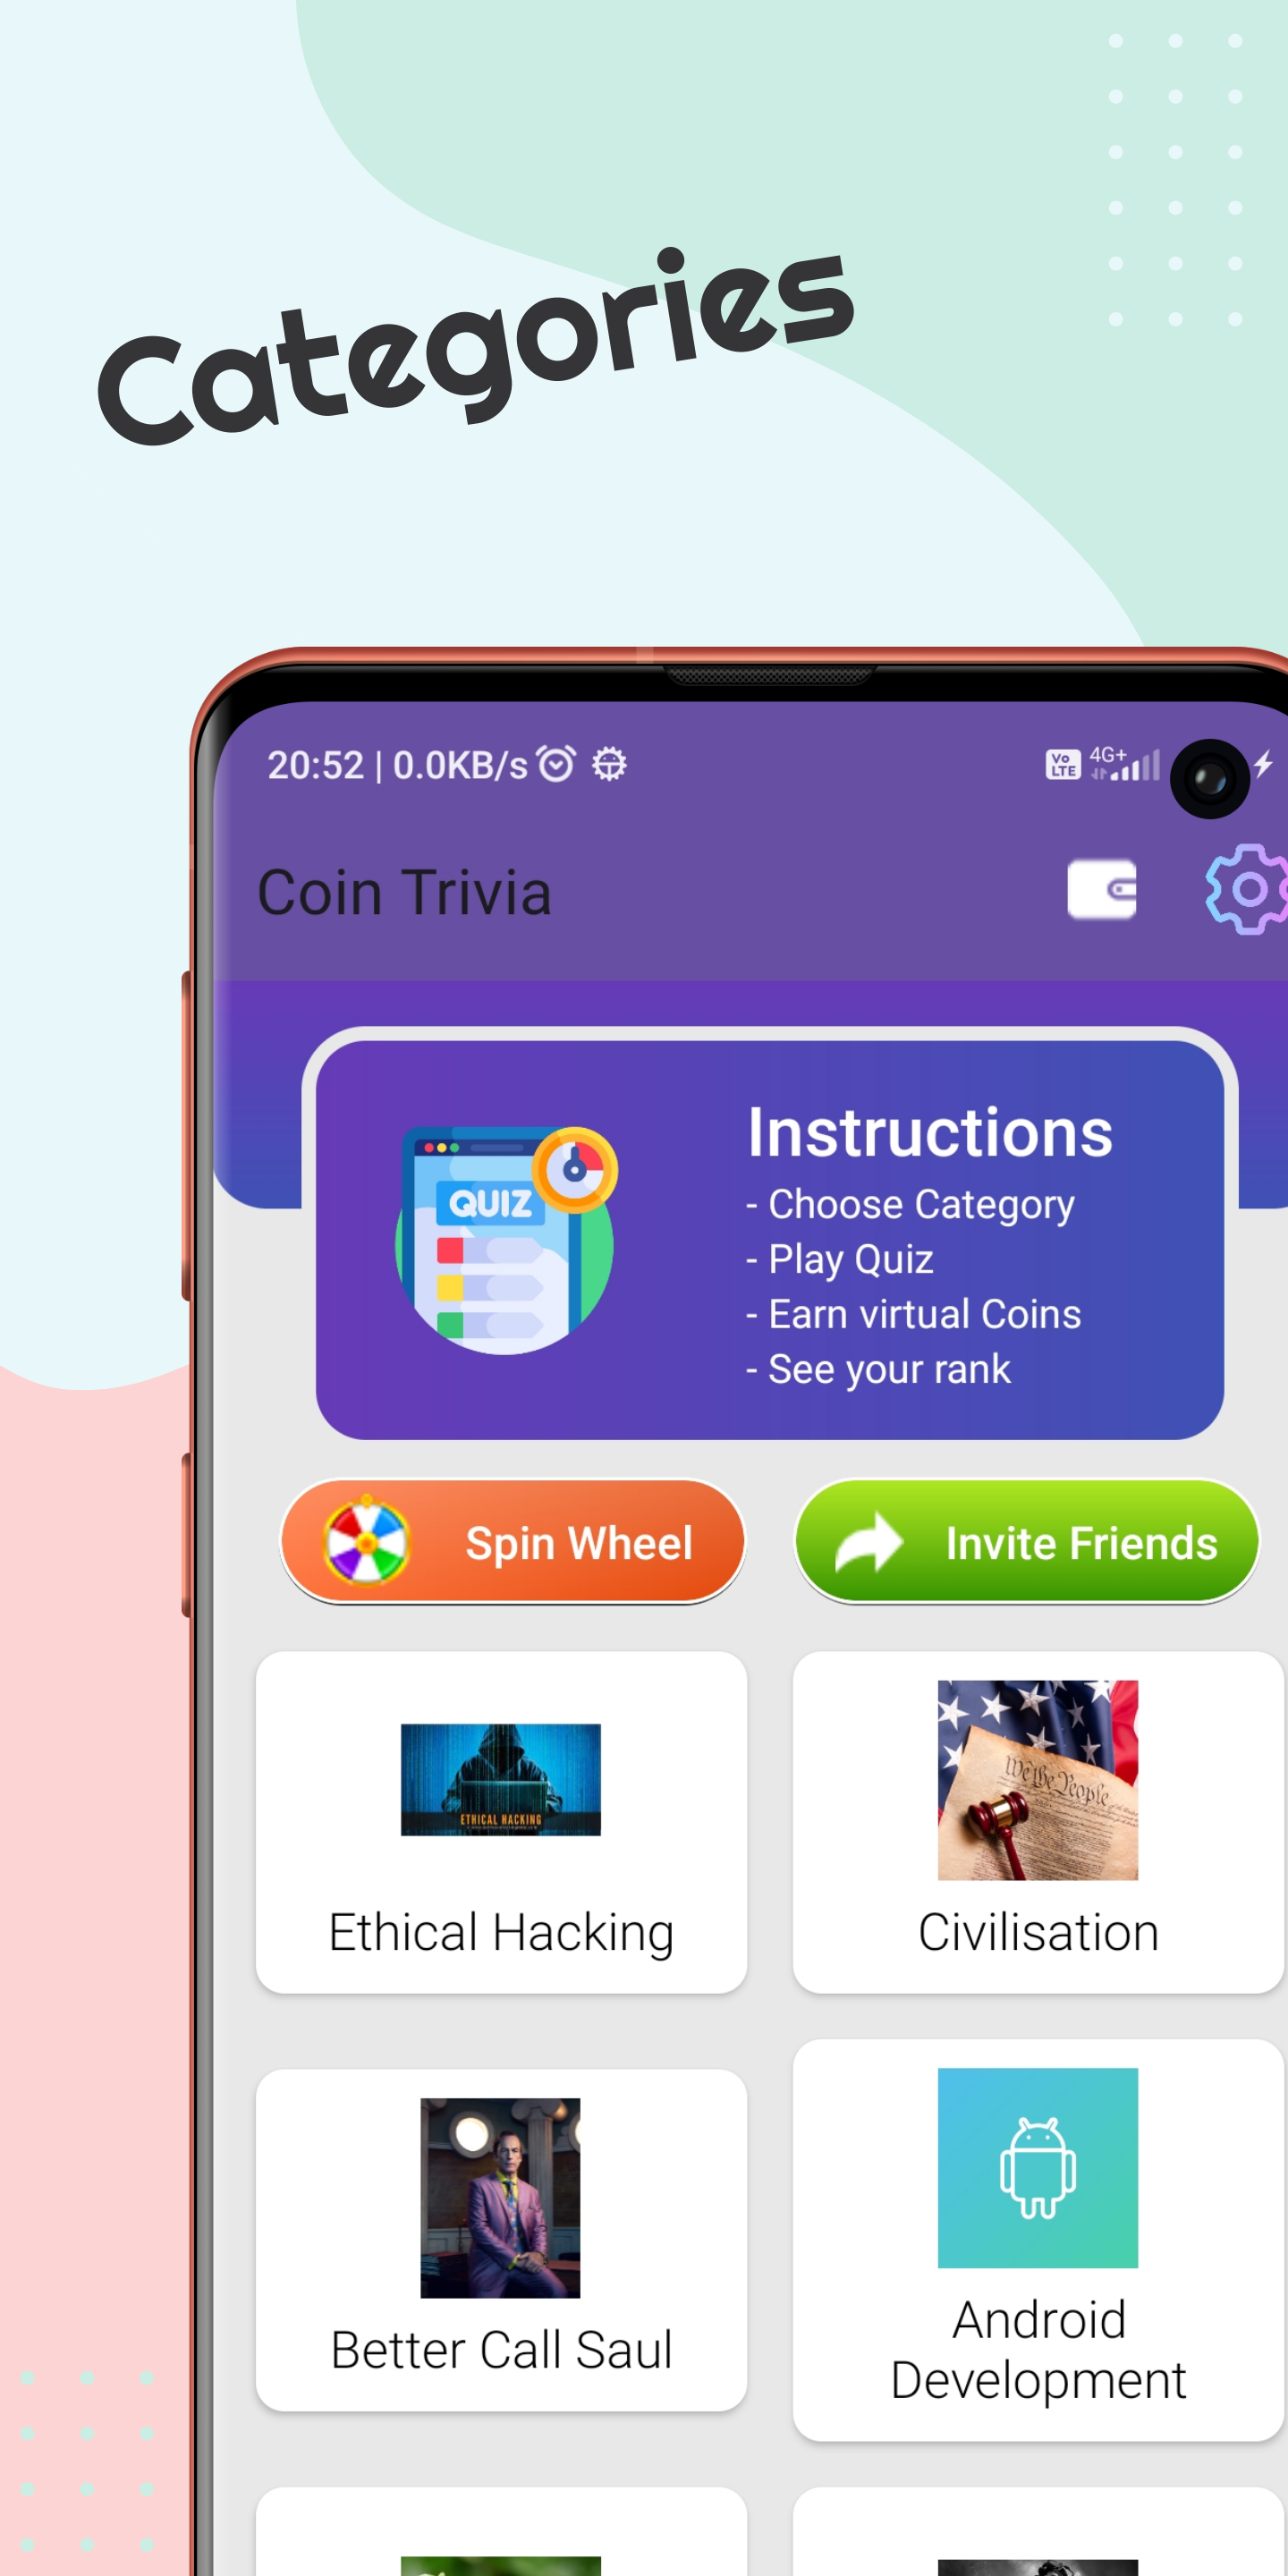 Categories
20:52 | 0.0KB/s
Vo
LTE
4G+
Coin Trivia
QUIZ
Instructions
- Choose Category
- Play Quiz
- Earn virtual Coins
- See your rank
Spin Wheel
Invite Friends
ETHICAL HACKING
We the People
Ethical Hacking
Civilisation
Better Call Saul
Android
Development